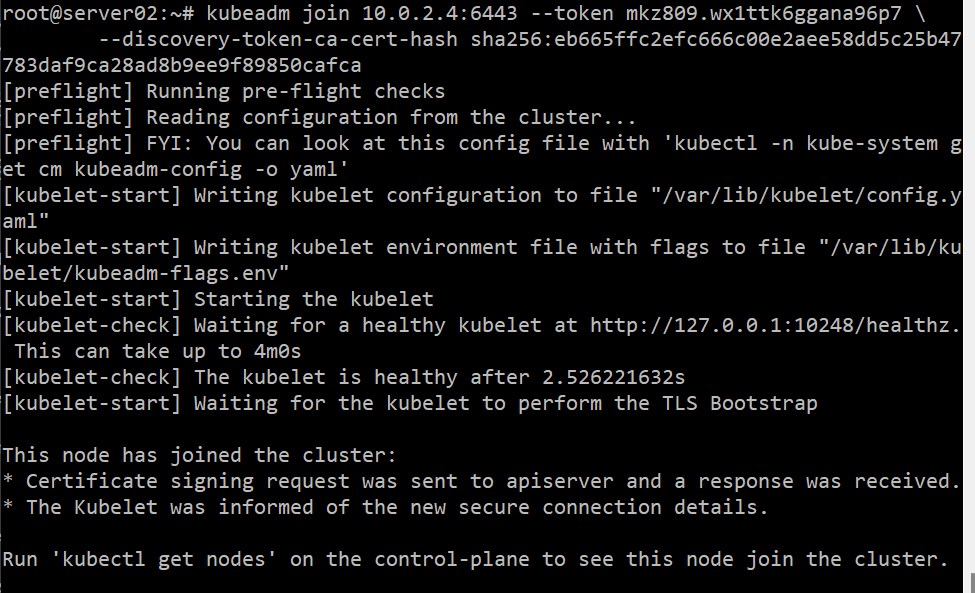 root@server02:~# kubeadm join 10.0.2.4:6443 --token mkz809.wx1ttk6ggana96p7 \
        --discovery-token-ca-cert-hash sha256:eb665ffc2efc666c00e2aee58dd5c25b47
783daf9ca28ad8b9ee9f89850cafca
[preflight] Running pre-flight checks
[preflight] Reading configuration from the cluster...
[preflight] FYI: You can look at this config file with 'kubectl -n kube-system g
et cm kubeadm-config -o yaml'
[kubelet-start] Writing kubelet configuration to file "/var/lib/kubelet/config.y
aml"
[kubelet-start] Writing kubelet environment file with flags to file "/var/lib/ku
belet/kubeadm-flags.env"
[kubelet-start] Starting the kubelet
[kubelet-check] Waiting for a healthy kubelet at http://127.0.0.1:10248/healthz.
 This can take up to 4m0s
[kubelet-check] The kubelet is healthy after 2.526221632s
[kubelet-start] Waiting for the kubelet to perform the TLS Bootstrap

This node has joined the cluster:
* Certificate signing request was sent to apiserver and a response was received.
* The Kubelet was informed of the new secure connection details.

Run 'kubectl get nodes' on the control-plane to see this node join the cluster.